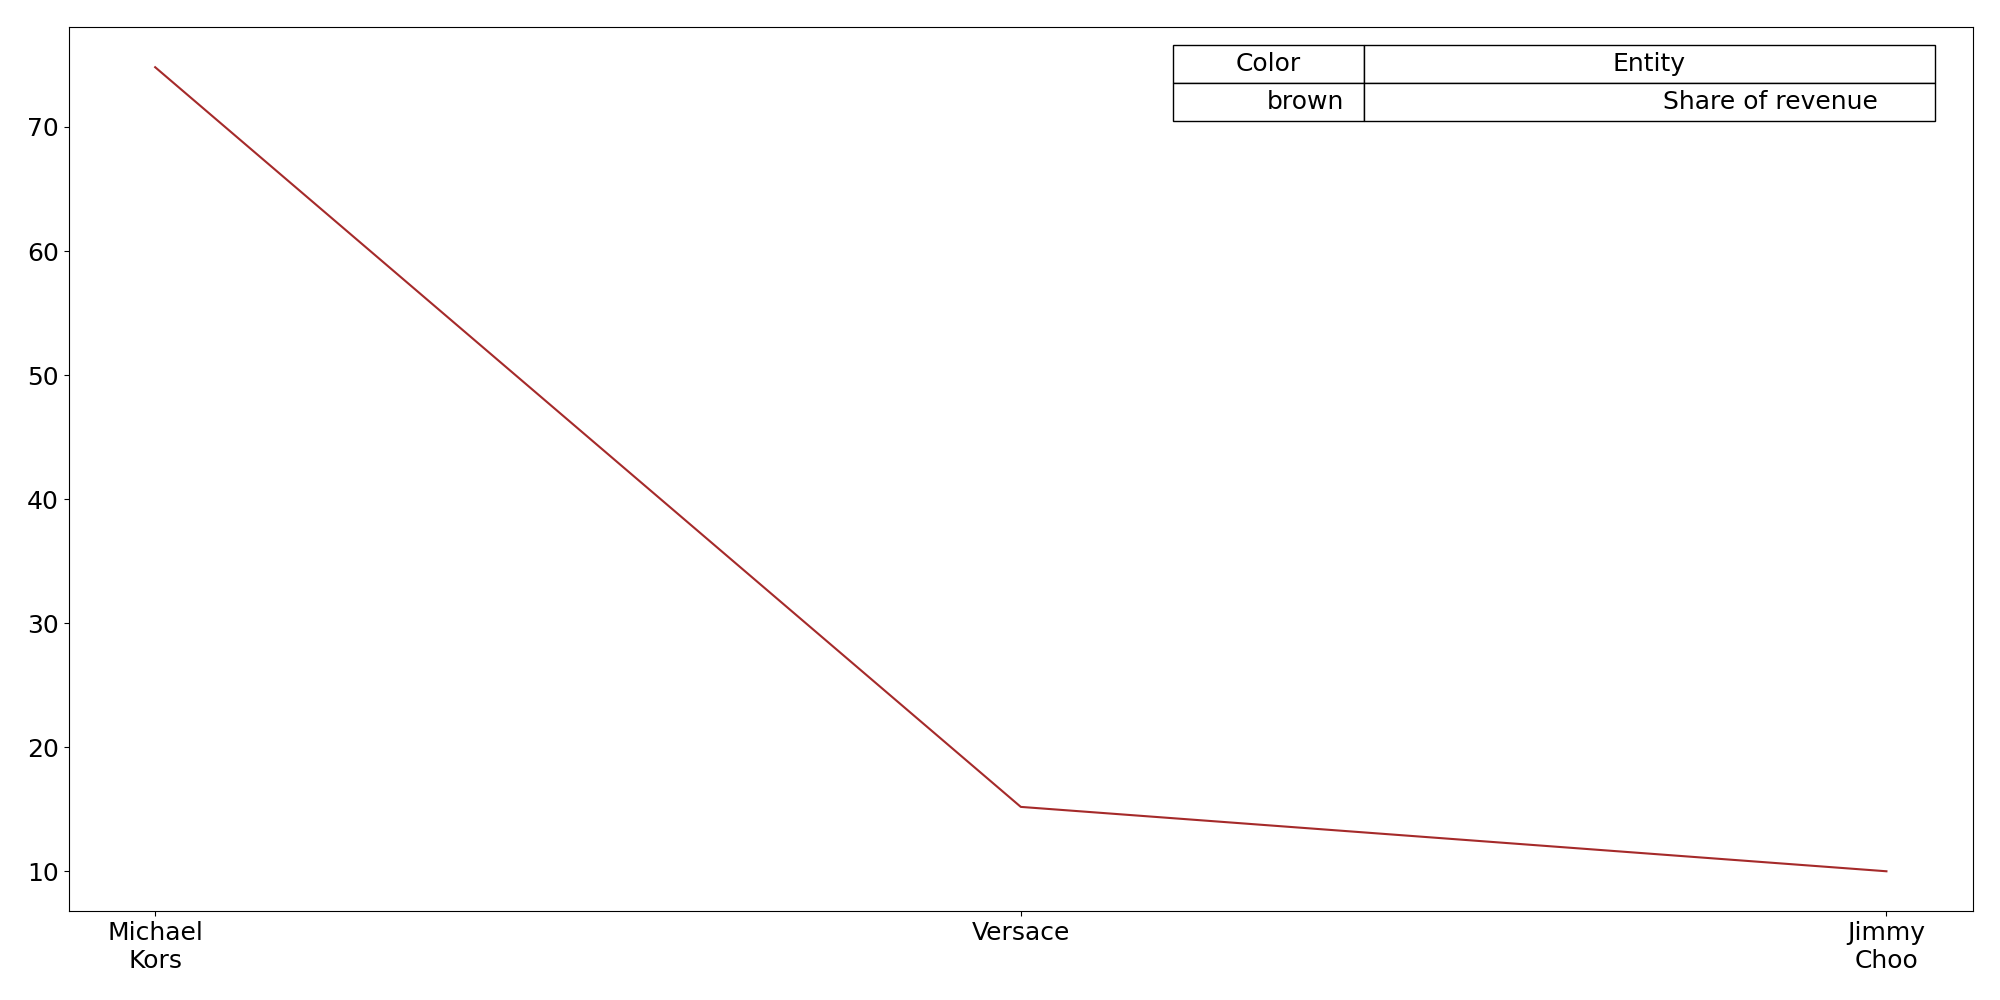 Color Entity
brown Share of revenue
70
60
50
40
30
20
10
Michael
Kors
Versace
Jimmy
Choo